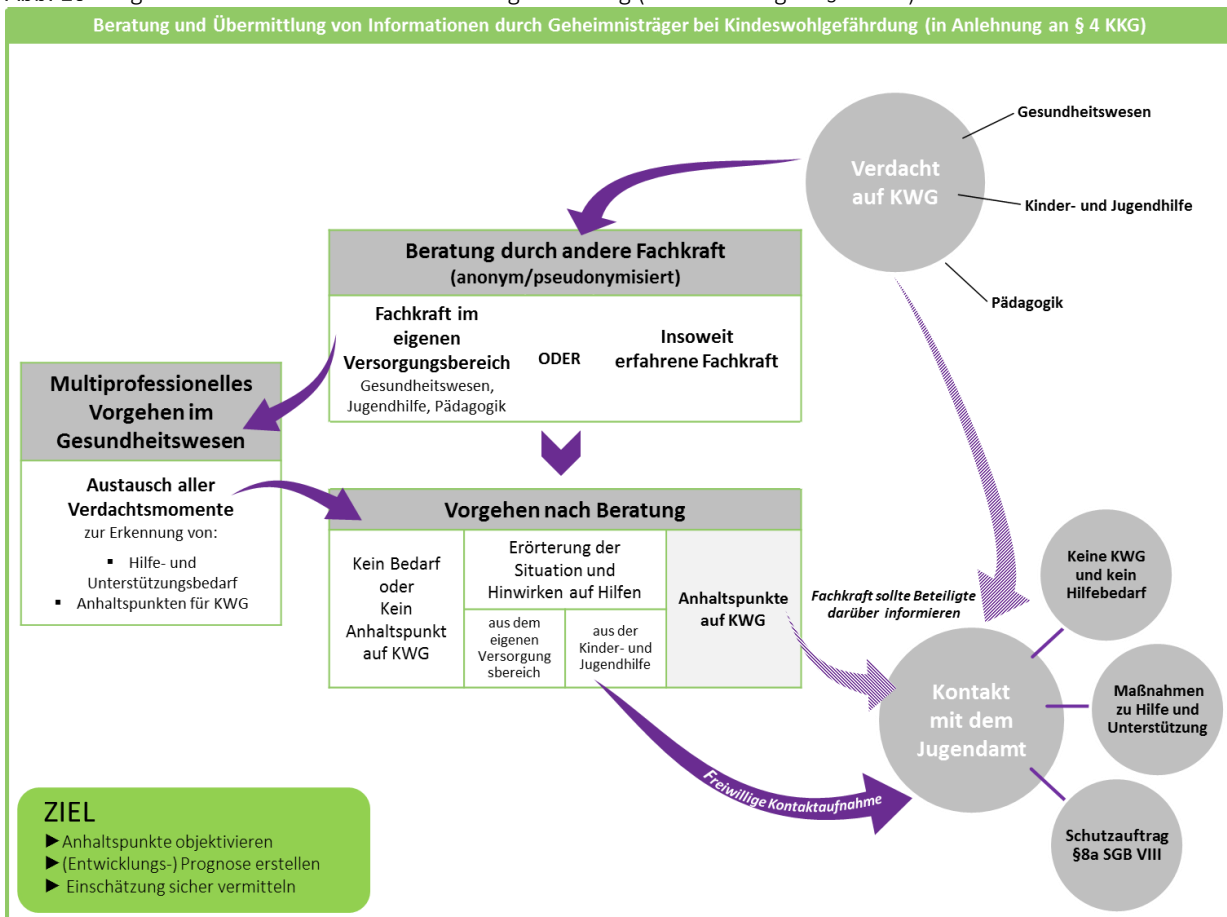 Beratung und Übermittlung von Informationen durch Geheimnisträger bei Kindeswohlgefährdung (in Anlehnung an § 4 KKG)
Gesundheitswesen
Verdacht
auf KWG
Kinder- und Jugendhilfe
Pädagogik
Beratung durch andere Fachkraft
(anonym/pseudonymisiert)
Fachkraft im
eigenen
Versorgungsbereich
Gesundheitswesen,
Jugendhilfe, Pädagogik
ODER
Insoweit
erfahrene Fachkraft
Multiprofessionelles
Vorgehen im
Gesundheitswesen
Austausch aller
Verdachtsmomente
zur Erkennung von:
▪ Hilfe- und
Unterstützungsbedarf
▪ Anhaltspunkten für KWG
Vorgehen nach Beratung
Kein Bedarf
oder
Kein
Anhaltspunkt
auf KWG
Erörterung der
Situation und
Hinwirken auf Hilfen
aus dem
eigenen
Versorgung
sbereich
aus der
Kinder- und
Jugendhilfe
Anhaltspunkte
auf KWG
Fachkraft sollte Beteiligte
darüber informieren
Freiwillige Kontaktaufnahme
Kontakt
mit dem
Jugendamt
Keine KWG
und kein
Hilfebedarf
Maßnahmen
zu Hilfe und
Unterstützung
Schutzauftrag
§8a SGB VIII
ZIEL
►Anhaltspunkte objektivieren
►(Entwicklungs-) Prognose erstellen
► Einschätzung sicher vermitteln